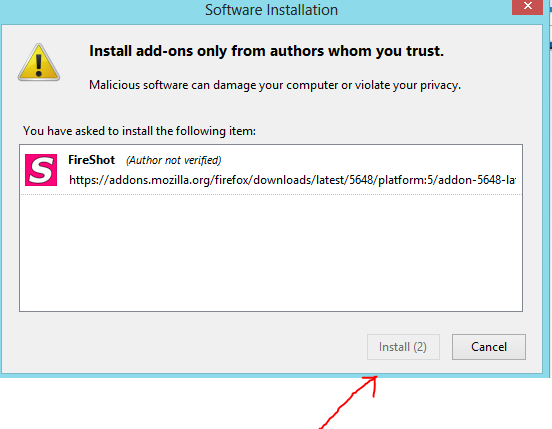 Software Installation
Install add-ons only from authors whom you trust.
Malicious software can damage your computer or violate your privacy.
You have asked to install the following item:
S
FireShot (Author not verified)
https://addons.mozilla.org/firefox/downloads/latest/5648/platform:5/addon-5648-lat
Install (2)
Cancel